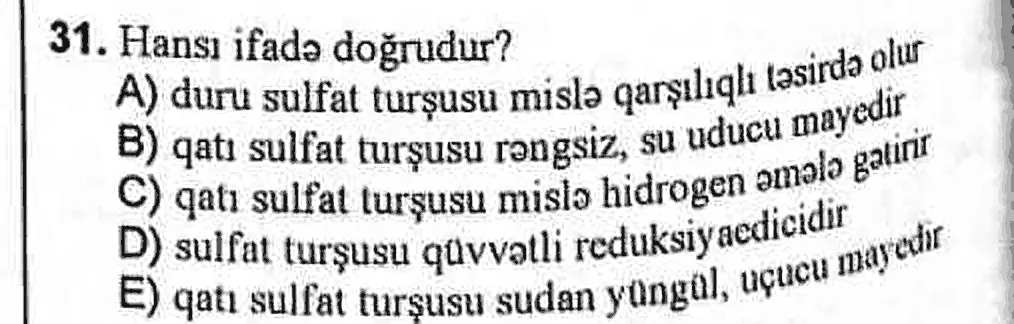 31. Hansı ifadə doğrudur?
A) duru sulfat turşusu mislə qarşılıqlı təsirdə olur
B) qatı sulfat turşusu rəngsiz, su uducu mayedir
C) qatı sulfat turşusu mislə hidrogen əmələ gətirir
D) sulfat turşusu qüvvətli reduksiyaedicidir
E) qatı sulfat turşusu sudan yüngül, uçucu mayedir